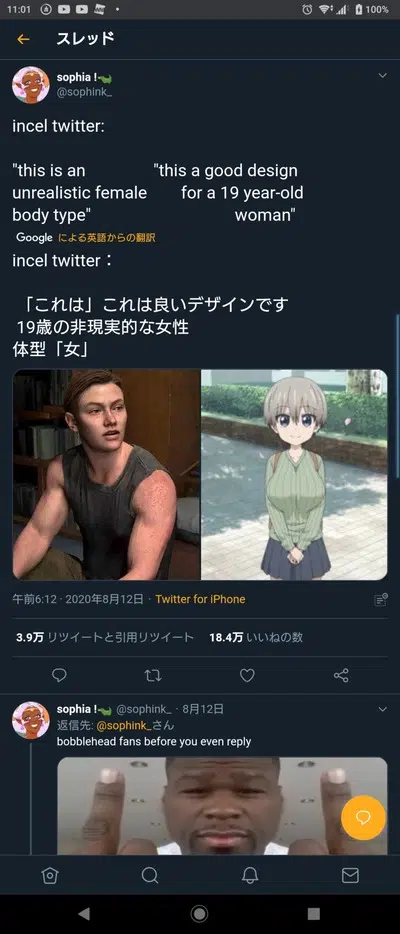 11:01
100%
スレッド
sophia !
@sophink_
incel twitter:
"this is an "this a good design
unrealistic female for a 19 year-old
body type" woman"
Google による英語からの翻訳
incel twitter：
「これは」これは良いデザインです
19歳の非現実的な女性
体型「女」
午前6:12 · 2020年8月12日 · Twitter for iPhone
3.9万 リツイートと引用リツイート 18.4万 いいねの数
sophia ! @sophink_ · 8月12日
返信先: @sophink_さん
bobblehead fans before you even reply